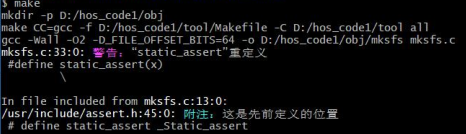 $ make
mkdir -p D:/hos_code1/obj
make CC=gcc -f D:/hos_code1/tool/Makefile -C D:/hos_code1/tool all
gcc -Wall -O2 -D_FILE_OFFSET_BITS=64 -o D:/hos_code1/obj/mksfs mksfs.c
mksfs.c:33:0: 警告：“static_assert”重定义
#define static_assert(x)
\
In file included from mksfs.c:13:0:
/usr/include/assert.h:45:0: 附注：这是先前定义的位置
# define static_assert _Static_assert